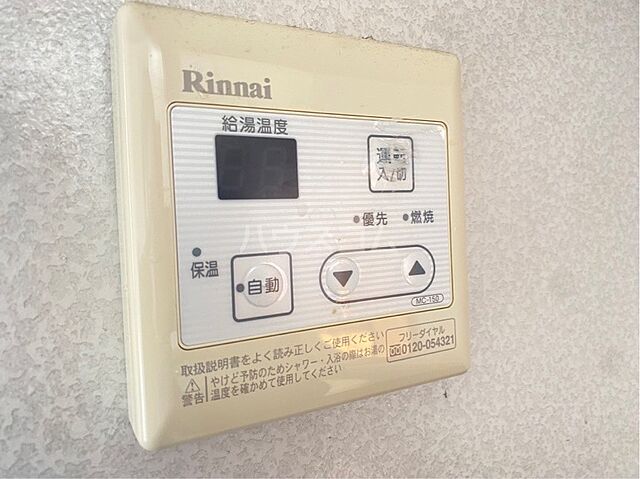 Rinnai
給湯温度
運転
入/切
優先 燃焼
保温
自動
MC-150
取扱説明書をよく読み正しくご使用ください
警告
やけど予防のためシャワー・入浴の際はお湯の
温度を確かめて使用してください
フリーダイヤル
0120-054321